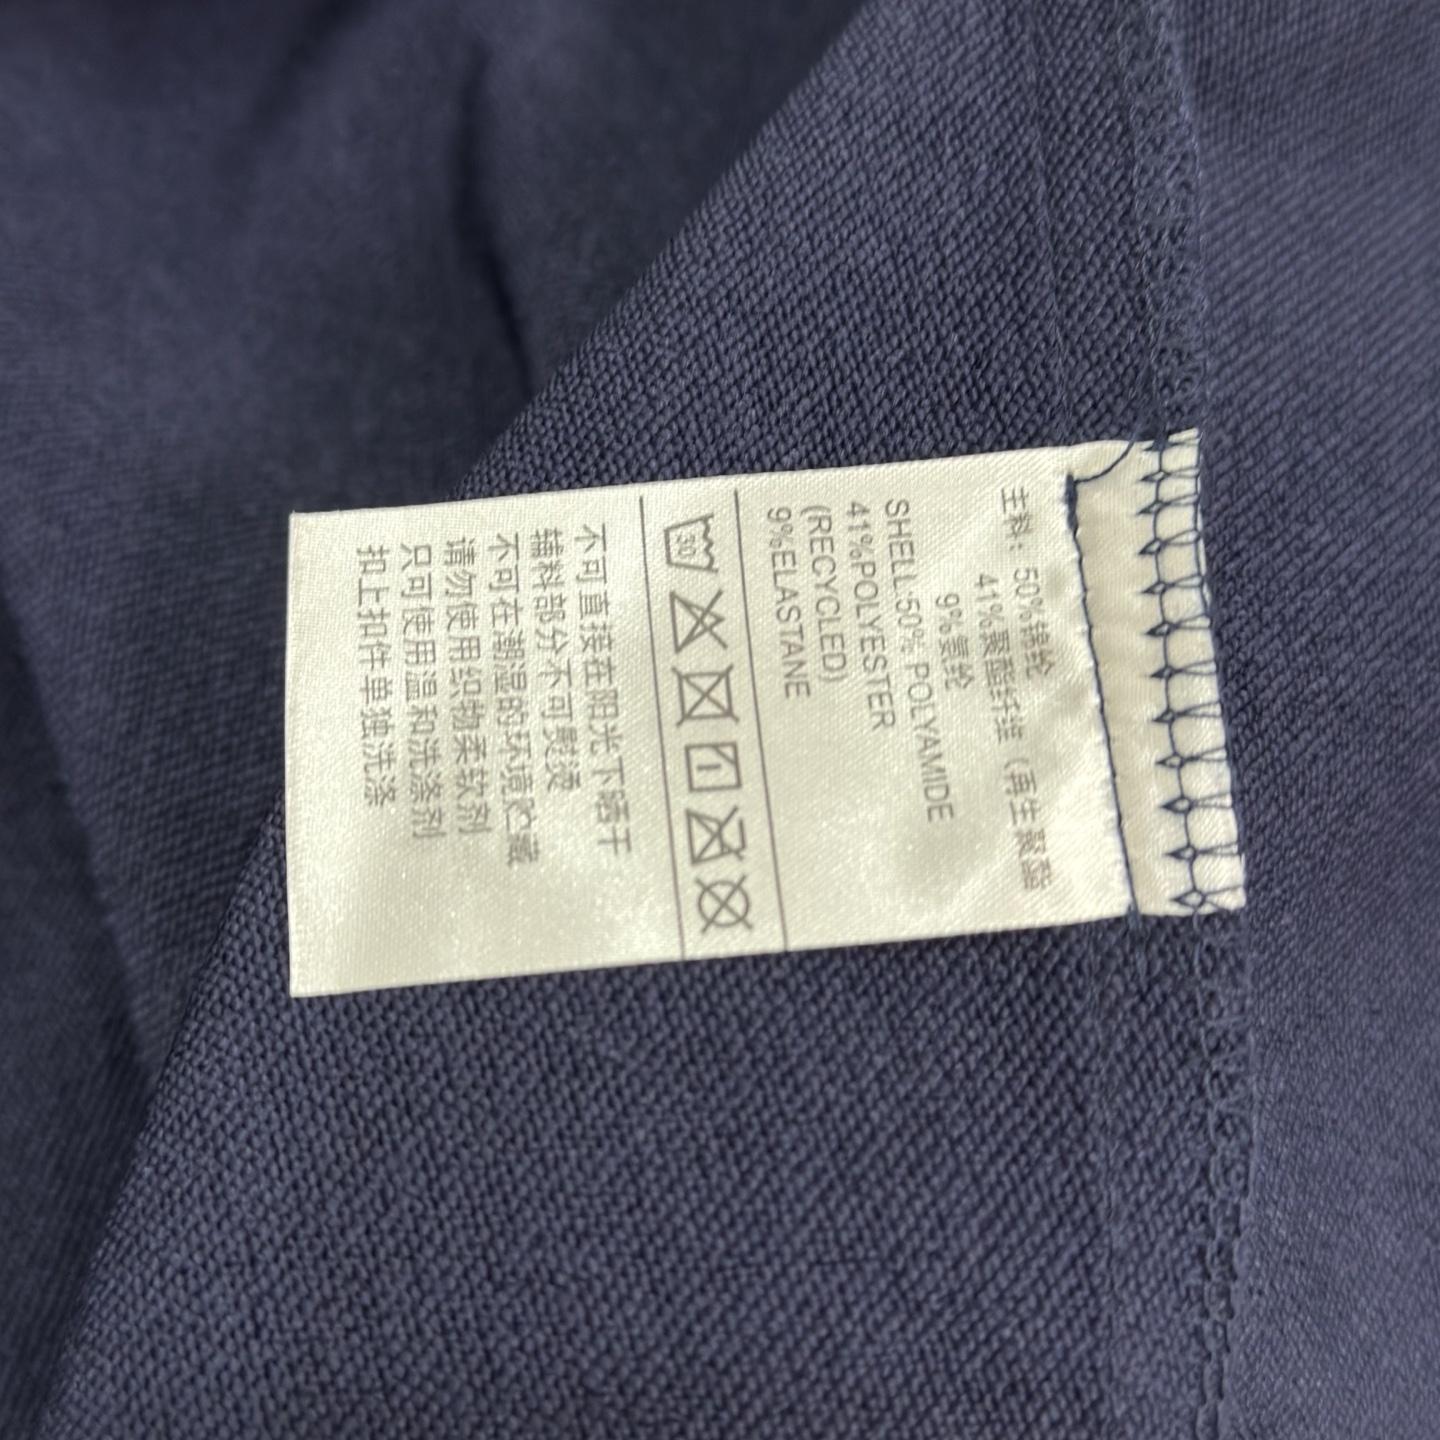 主料：50%锦纶
41%聚酯纤维（再生聚酯
9%氨纶
SHELL:50% POLYAMIDE
41%POLYESTER
(RECYCLED)
9%ELASTANE
30
不可直接在阳光下晒干
辅料部分不可熨烫
不可在潮湿的环境贮藏
请勿使用织物柔软剂
只可使用温和洗涤剂
扣上扣件单独洗涤